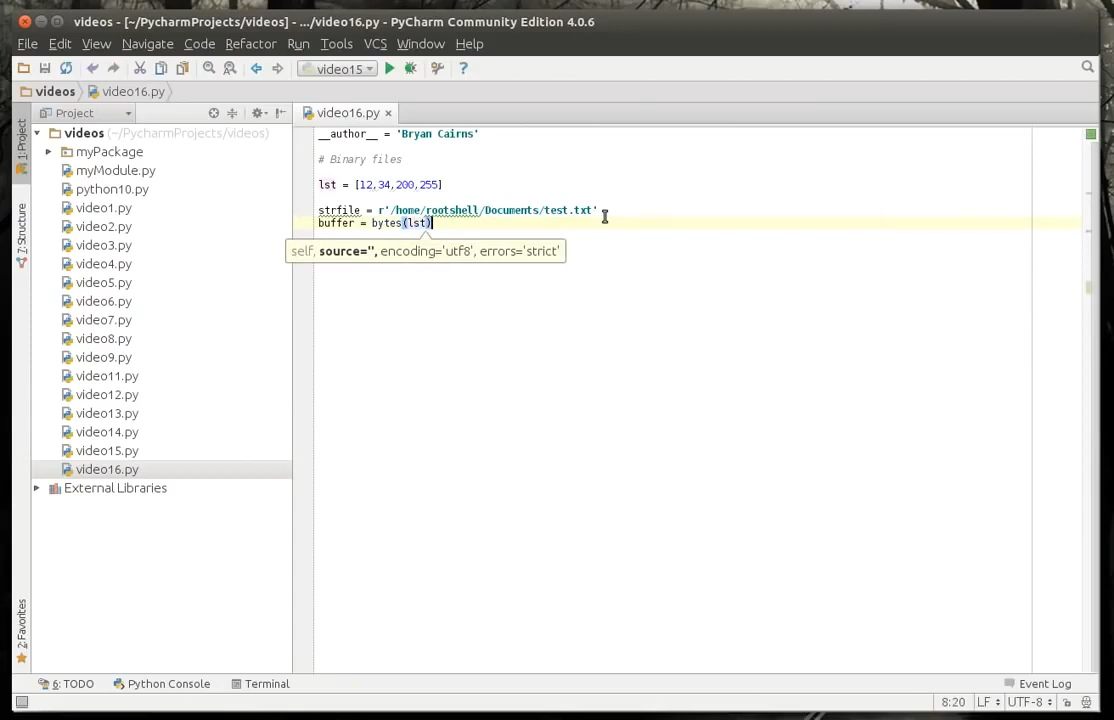 videos - [~/PycharmProjects/videos] - .../video16.py - PyCharm Community Edition 4.0.6
File Edit View Navigate Code Refactor Run Tools VCS Window Help
video15
videos video16.py
Project
video16.py
1: Project
7: Structure
2: Favorites
videos (~/PycharmProjects/videos)
myPackage
myModule.py
python10.py
video1.py
video2.py
video3.py
video4.py
video5.py
video6.py
video7.py
video8.py
video9.py
video11.py
video12.py
video13.py
video14.py
video15.py
video16.py
External Libraries
__author__ = 'Bryan Cairns'
# Binary files
lst = [12,34,200,255]
strfile = r'/home/rootshell/Documents/test.txt'
buffer = bytes(lst)
self, source='', encoding='utf8', errors='strict'
6: TODO Python Console Terminal Event Log
8:20 LF UTF-8